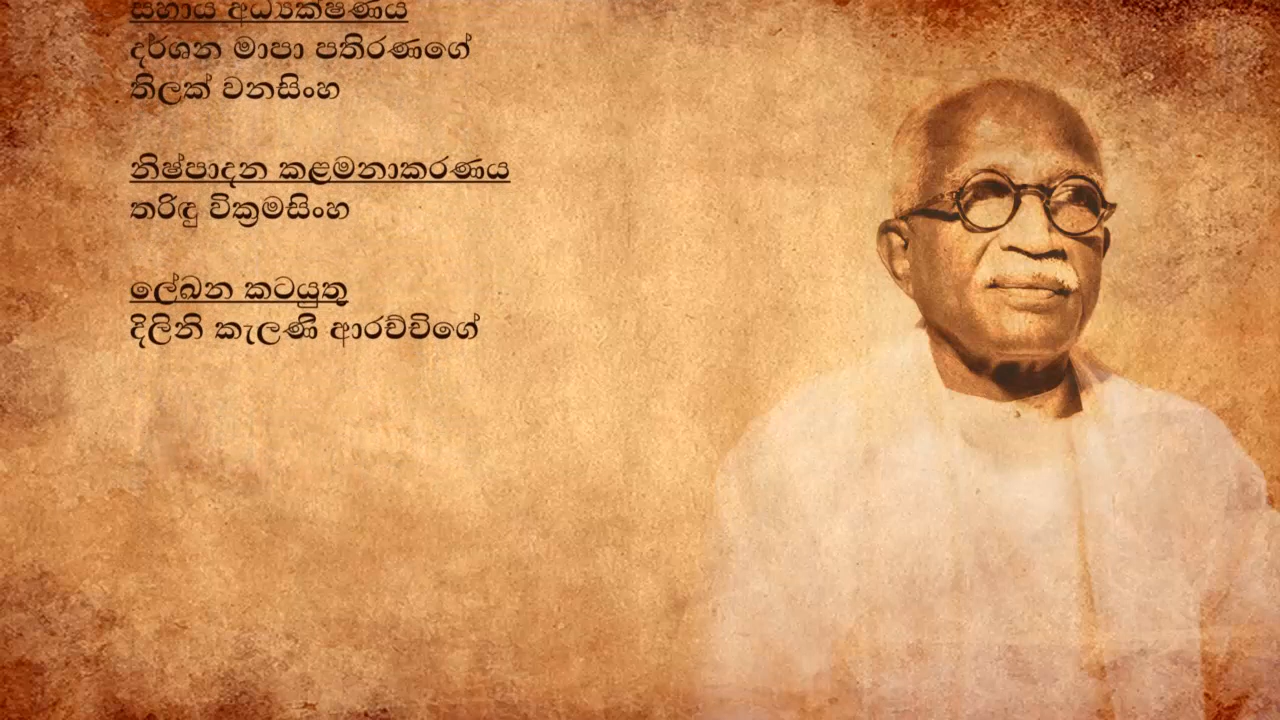 සහාය අධ්‍යක්ෂණය
දර්ශන මාපා පතිරණගේ
තිලක් වනසිංහ
නිෂ්පාදන කළමනාකරණය
තරිඳු වික්‍රමසිංහ
ලේඛන කටයුතු
දිලිනි කැලණි ආරච්චිගේ